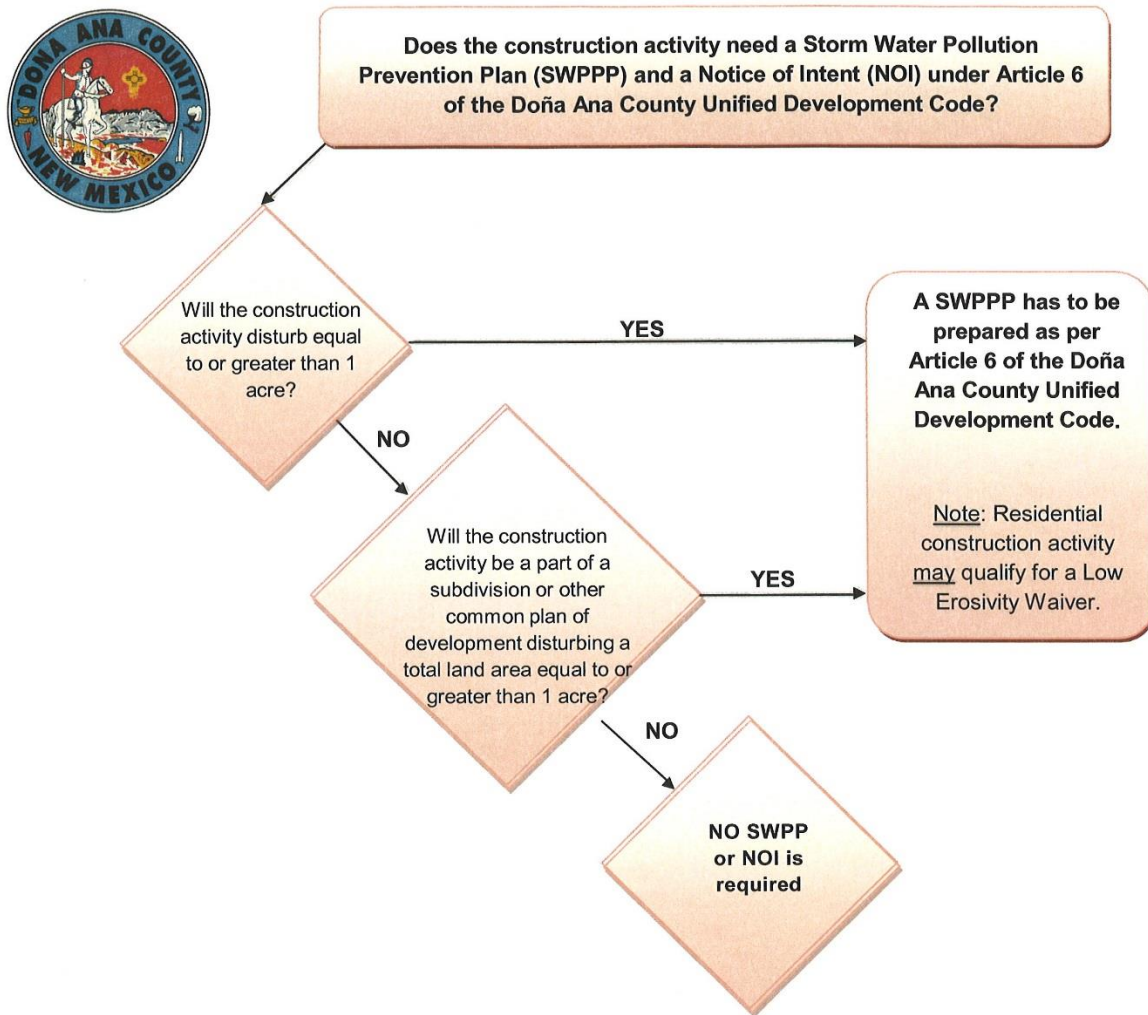 DONA ANA COUNTY
NEW MEXICO
Does the construction activity need a Storm Water Pollution
Prevention Plan (SWPPP) and a Notice of Intent (NOI) under Article 6
of the Doña Ana County Unified Development Code?
Will the construction
activity disturb equal
to or greater than 1
acre?
YES
A SWPPP has to be
prepared as per
Article 6 of the Doña
Ana County Unified
Development Code.
Note: Residential
construction activity
may qualify for a Low
Erosivity Waiver.
NO
Will the construction
activity be a part of a
subdivision or other
common plan of
development disturbing a
total land area equal to or
greater than 1 acre?
YES
NO
NO SWPP
or NOI is
required